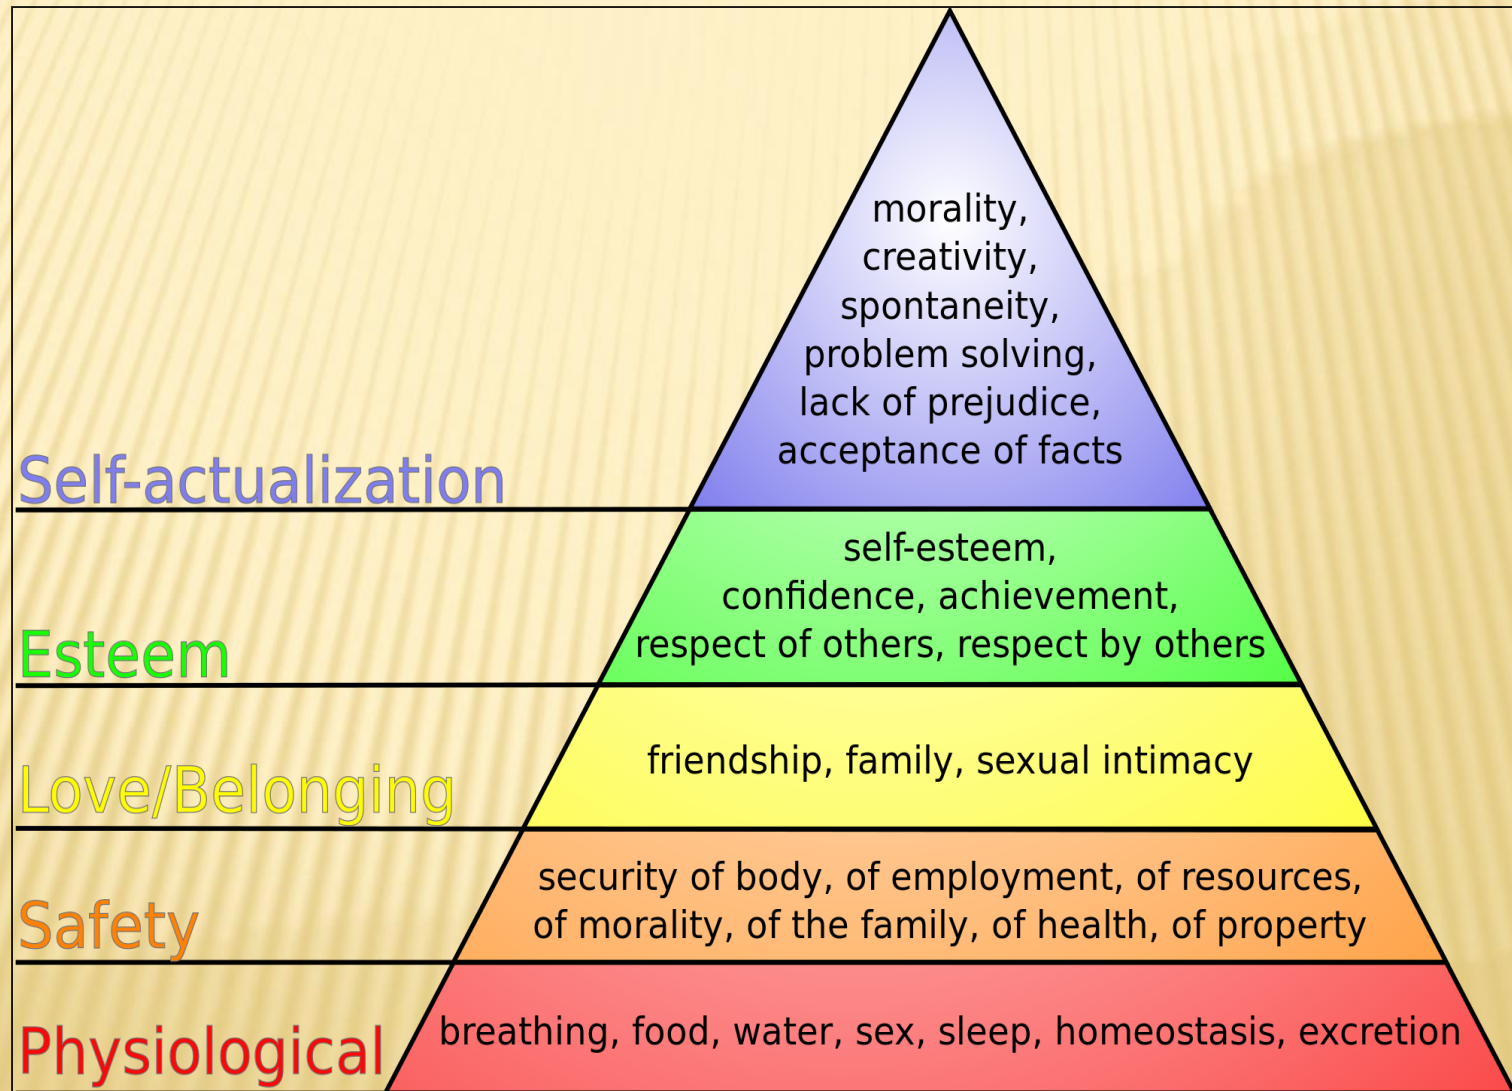 morality,
creativity,
spontaneity,
problem solving,
lack of prejudice,
acceptance of facts
Self-actualization
self-esteem,
confidence, achievement,
respect of others, respect by others
Esteem
friendship, family, sexual intimacy
Love/Belonging
security of body, of employment, of resources,
of morality, of the family, of health, of property
Safety
breathing, food, water, sex, sleep, homeostasis, excretion
Physiological